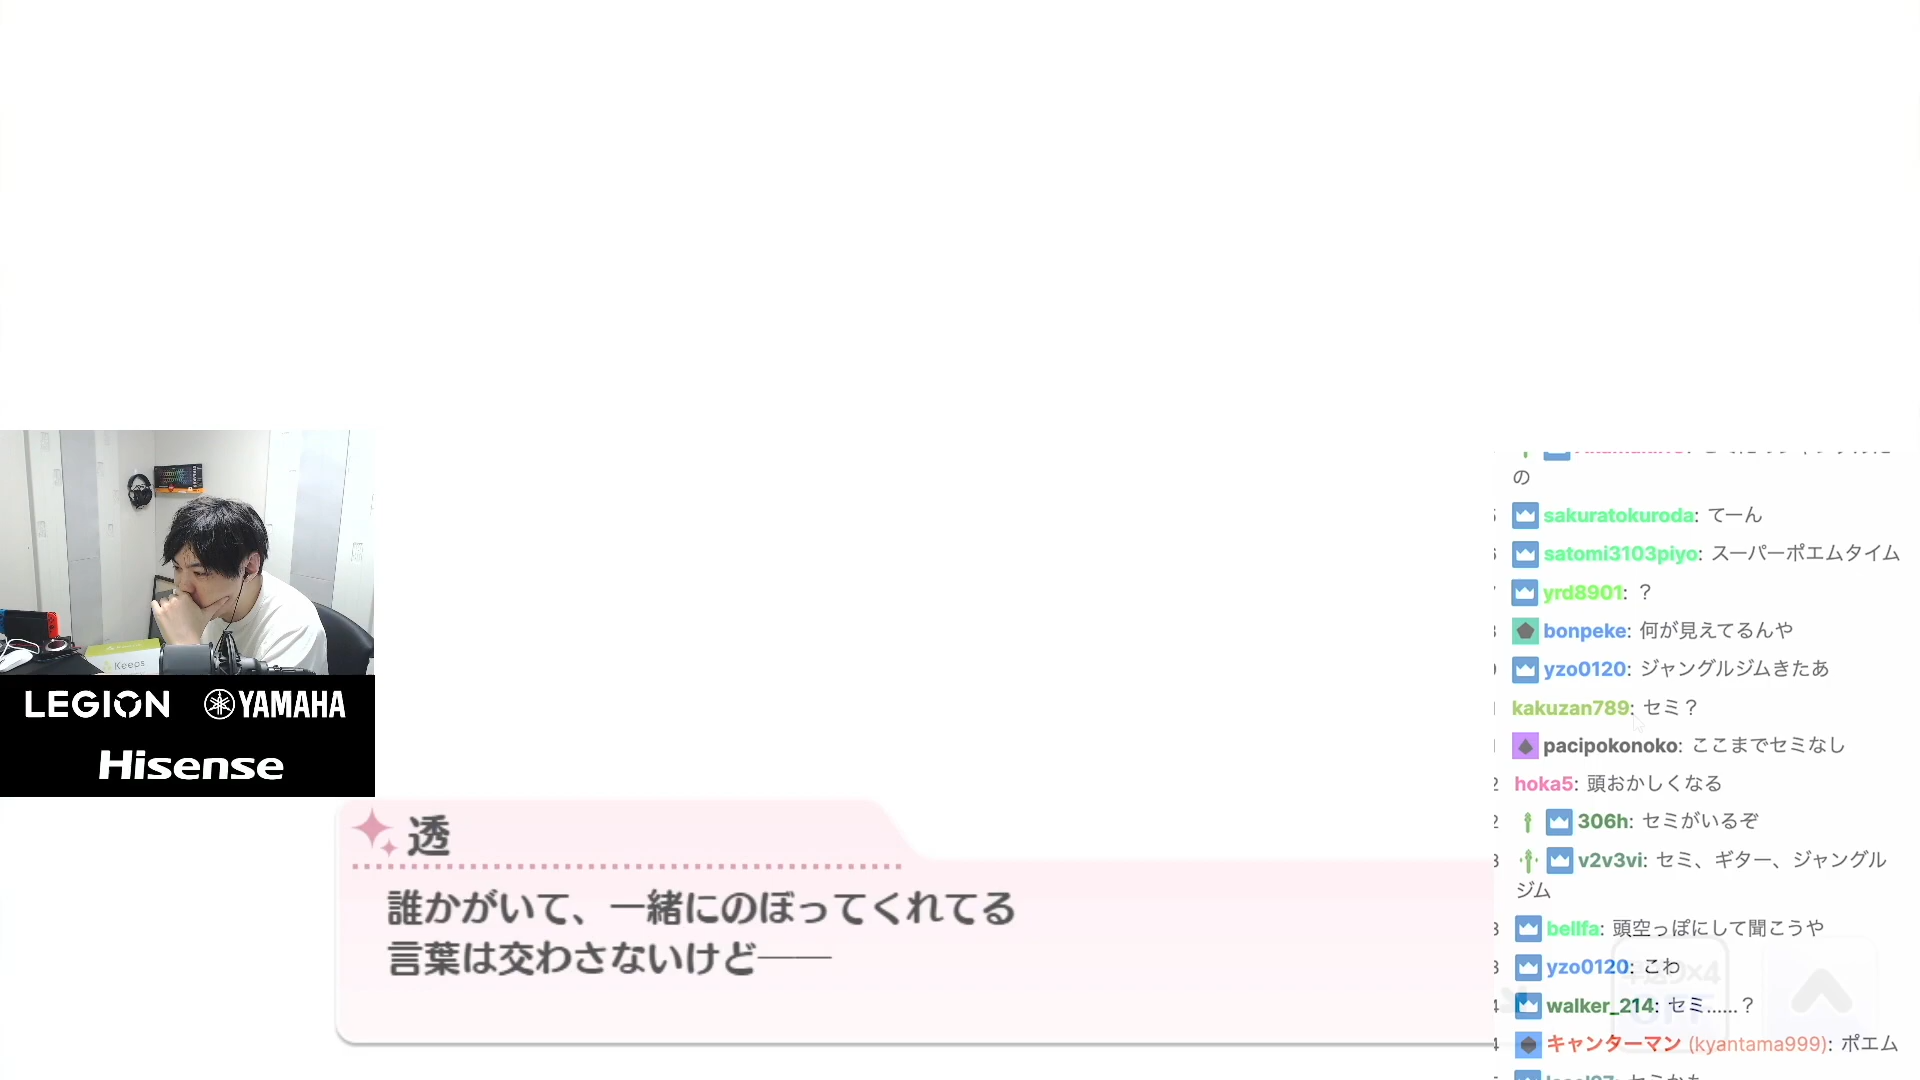 の
sakuratokuroda: てーん
satomi3103piyo: スーパーポエムタイム
yrd8901: ？
bonpeke: 何が見えてるんや
yzo0120: ジャングルジムきたあ
kakuzan789: セミ？
pacipokonoko: ここまでセミなし
hoka5: 頭おかしくなる
306h: セミがいるぞ
v2v3vi: セミ、ギター、ジャングル
ジム
bellfa: 頭空っぽにして聞こうや
yzo0120: こわ
walker_214: セミ......？
キャンターマン (kyantama999): ポエム
Keeps
LEGION YAMAHA
Hisense
透
誰かがいて、一緒にのぼってくれてる
言葉は交わさないけど――